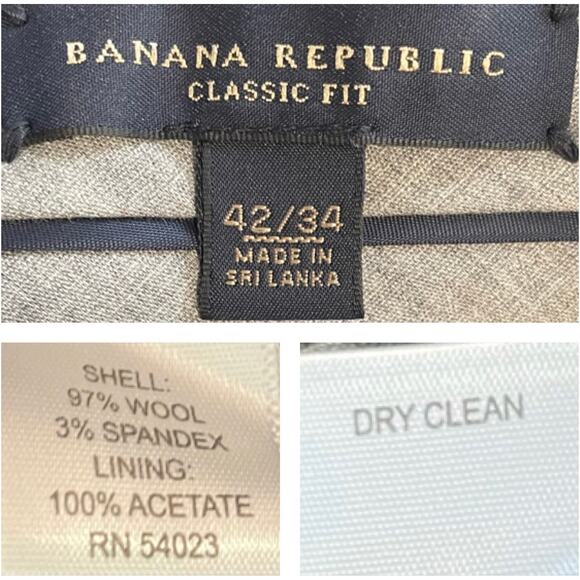 BANANA REPUBLIC
CLASSIC FIT
42/34
MADE IN
SRI LANKA
SHELL:
97% WOOL
3% SPANDEX
LINING:
100% ACETATE
RN 54023
DRY CLEAN